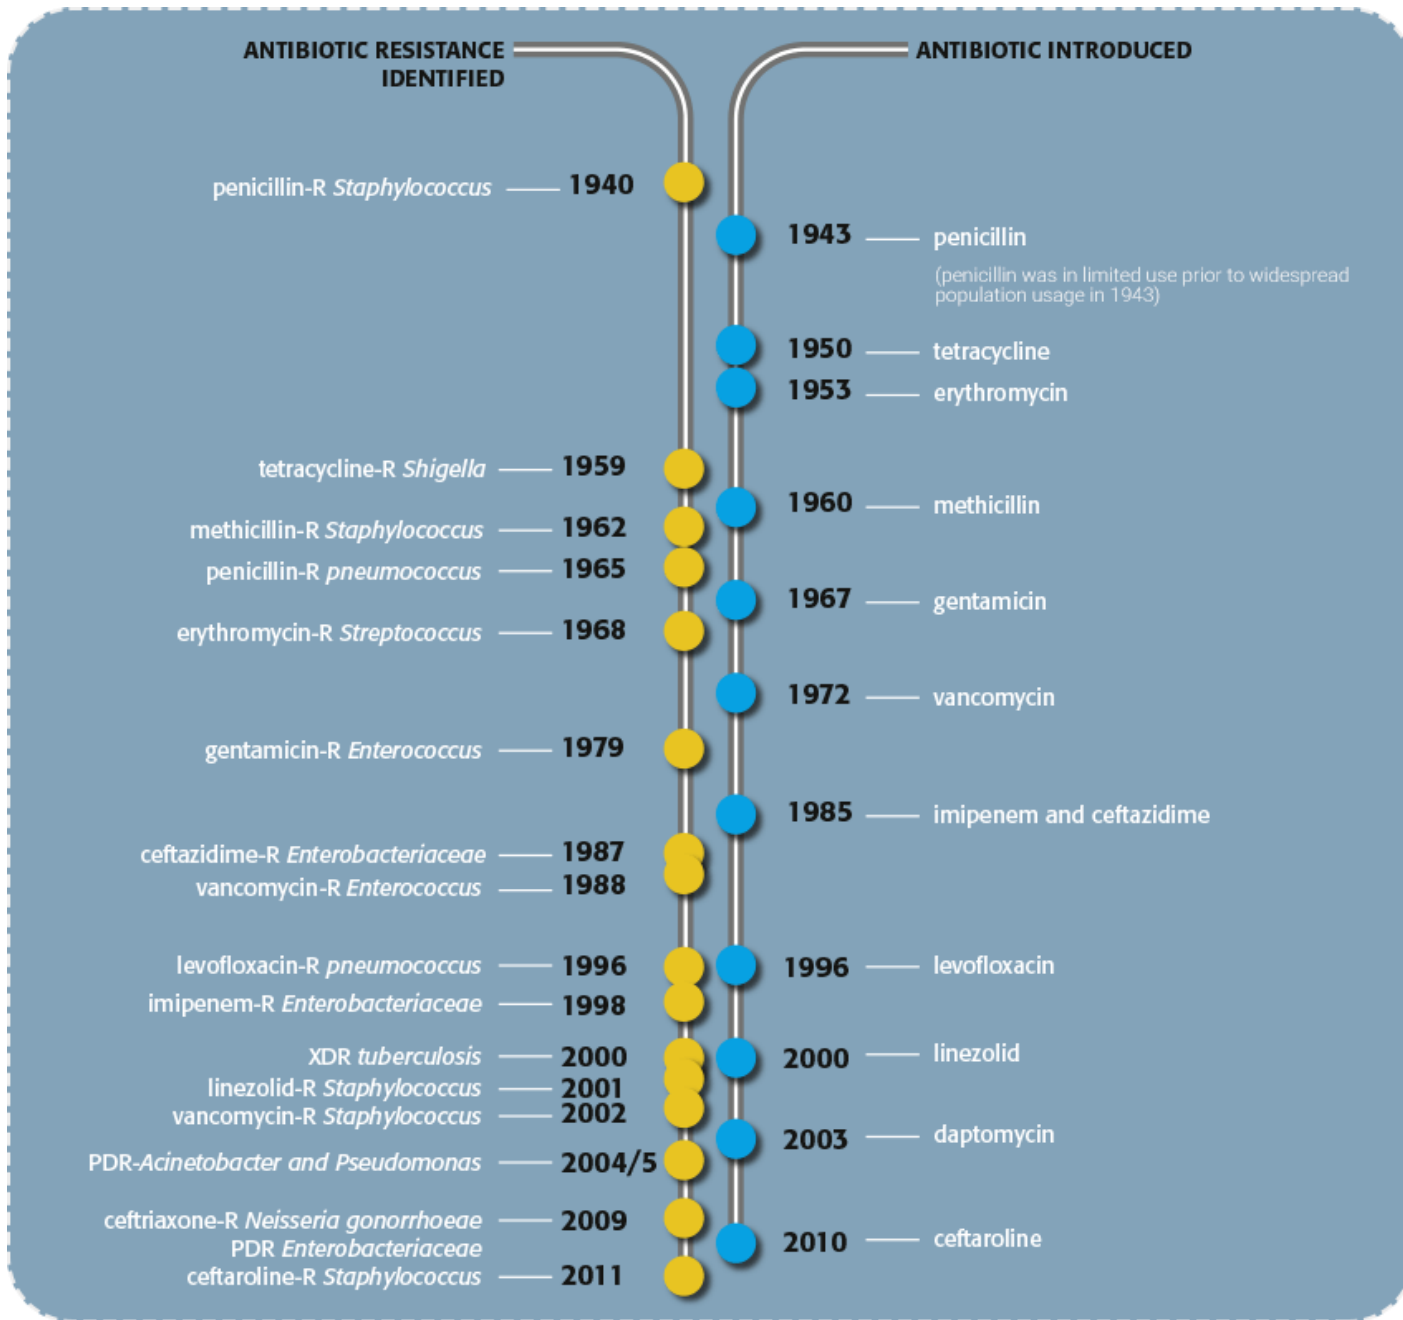 ANTIBIOTIC RESISTANCE
IDENTIFIED
ANTIBIOTIC INTRODUCED
penicillin-R Staphylococcus 1940
1943 penicillin
(penicillin was in limited use prior to widespread
population usage in 1943)
1950 tetracycline
1953 erythromycin
tetracycline-R Shigella 1959
1960 methicillin
methicillin-R Staphylococcus 1962
penicillin-R pneumococcus 1965
1967 gentamicin
erythromycin-R Streptococcus 1968
1972 vancomycin
gentamicin-R Enterococcus 1979
1985 imipenem and ceftazidime
ceftazidime-R Enterobacteriaceae 1987
vancomycin-R Enterococcus 1988
levofloxacin-R pneumococcus 1996
1996 levofloxacin
imipenem-R Enterobacteriaceae 1998
XDR tuberculosis 2000
2000 linezolid
linezolid-R Staphylococcus 2001
vancomycin-R Staphylococcus 2002
2003 daptomycin
PDR-Acinetobacter and Pseudomonas 2004/5
ceftriaxone-R Neisseria gonorrhoeae 2009
PDR Enterobacteriaceae
2010 ceftaroline
ceftaroline-R Staphylococcus 2011